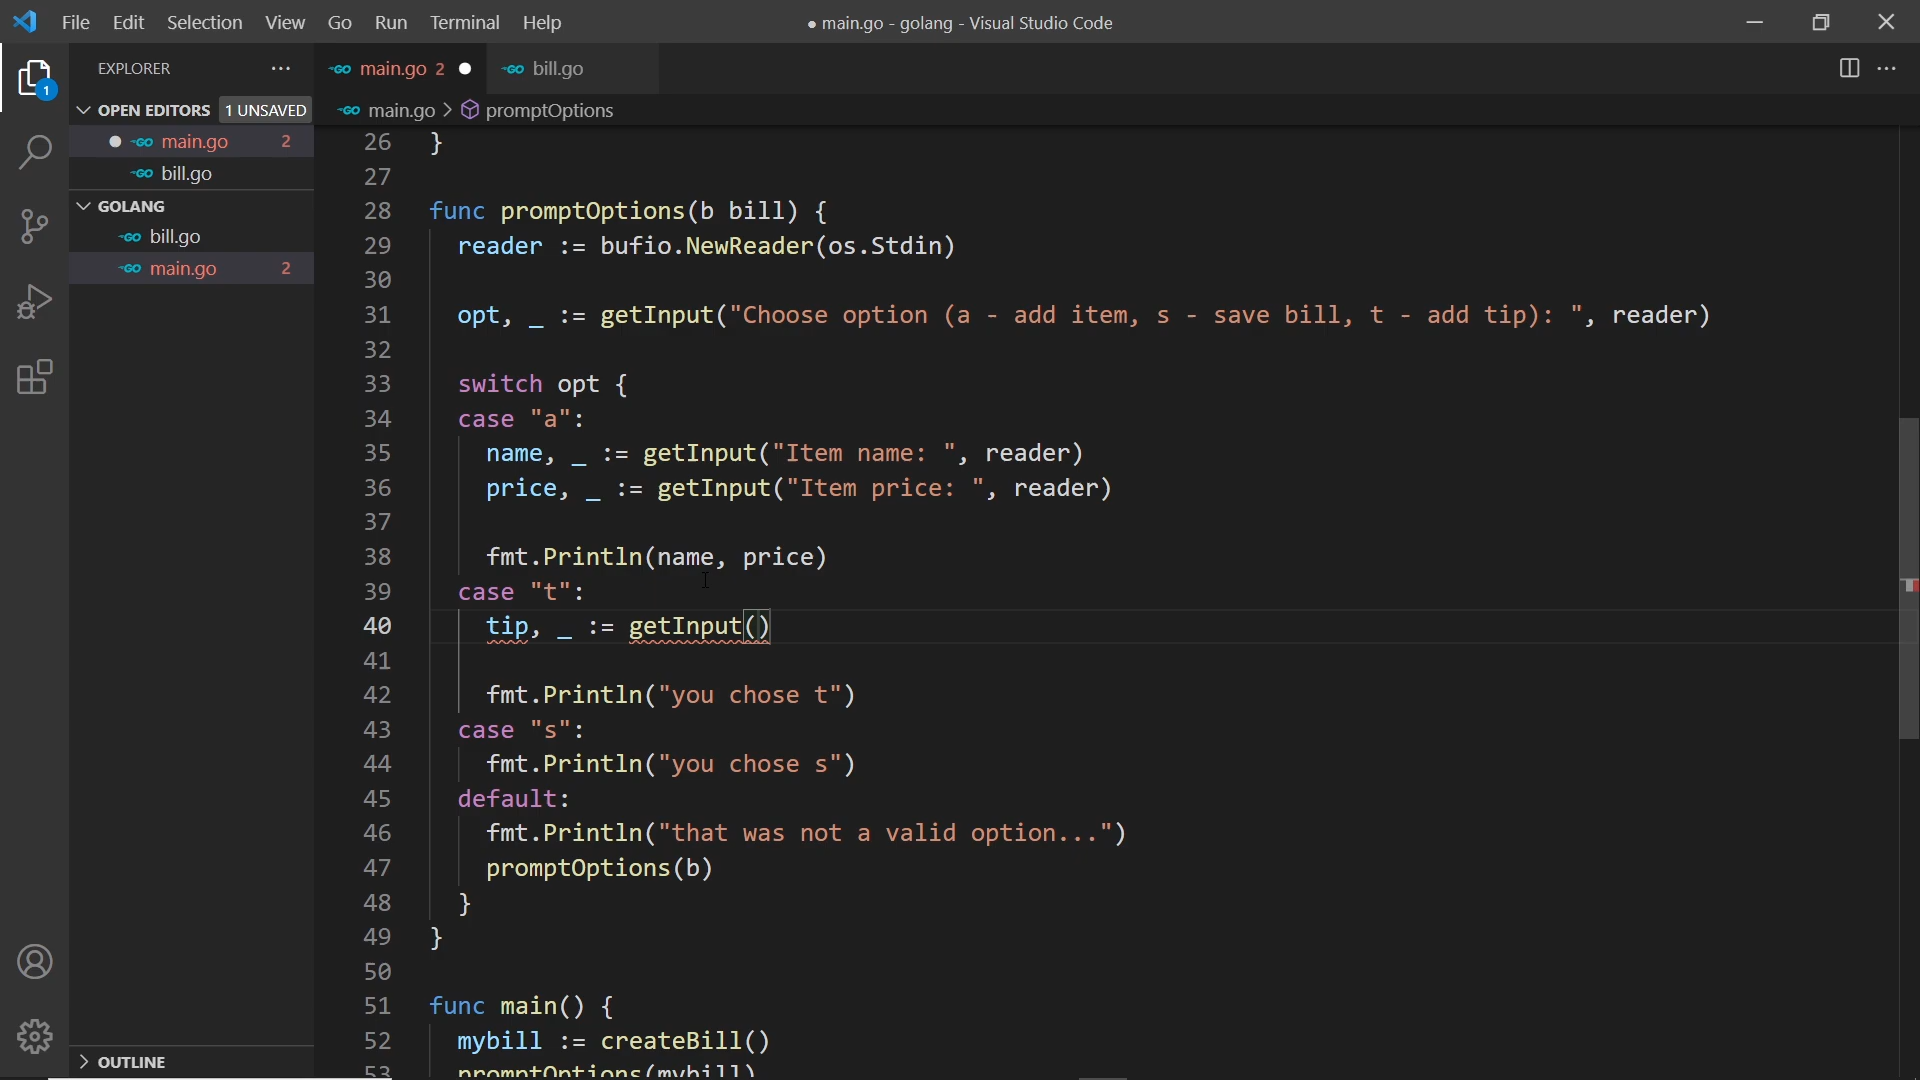 File Edit Selection View Go Run Terminal Help
● main.go - golang - Visual Studio Code
EXPLORER
main.go 2
bill.go
OPEN EDITORS 1 UNSAVED
main.go > promptOptions
main.go 2
bill.go
GOLANG
bill.go
main.go 2
OUTLINE
1
26 }
27
28 func promptOptions(b bill) {
29 reader := bufio.NewReader(os.Stdin)
30
31 opt, _ := getInput("Choose option (a - add item, s - save bill, t - add tip): ", reader)
32
33 switch opt {
34 case "a":
35 name, _ := getInput("Item name: ", reader)
36 price, _ := getInput("Item price: ", reader)
37
38 fmt.Println(name, price)
39 case "t":
40 tip, _ := getInput()
41
42 fmt.Println("you chose t")
43 case "s":
44 fmt.Println("you chose s")
45 default:
46 fmt.Println("that was not a valid option...")
47 promptOptions(b)
48 }
49 }
50
51 func main() {
52 mybill := createBill()
53 promptOptions(mybill)